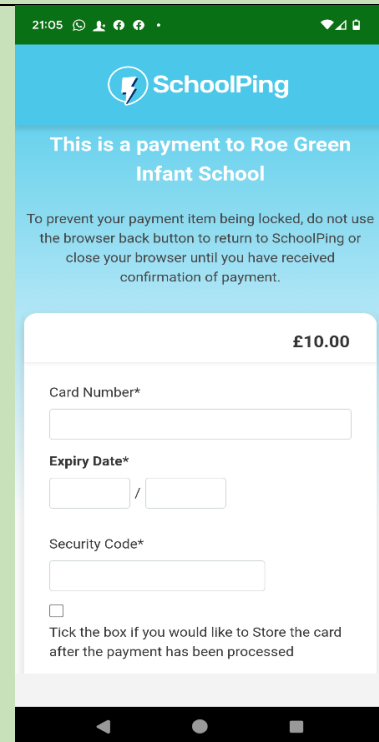 21:05
SchoolPing
This is a payment to Roe Green
Infant School
To prevent your payment item being locked, do not use
the browser back button to return to SchoolPing or
close your browser until you have received
confirmation of payment.
£10.00
Card Number*
Expiry Date*
/
Security Code*
Tick the box if you would like to Store the card
after the payment has been processed